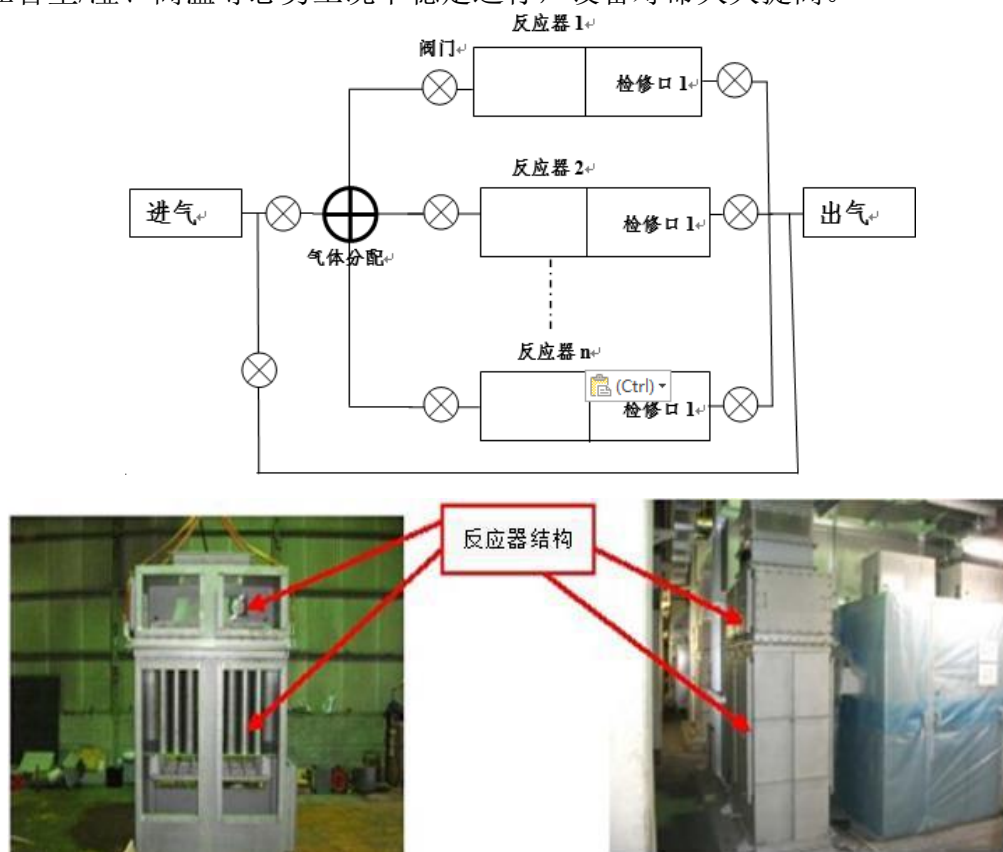 反应器 1
阀门
检修口 1
反应器 2
进气
检修口 1
出气
气体分配
反应器 n
(Ctrl)
检修口 1
反应器结构